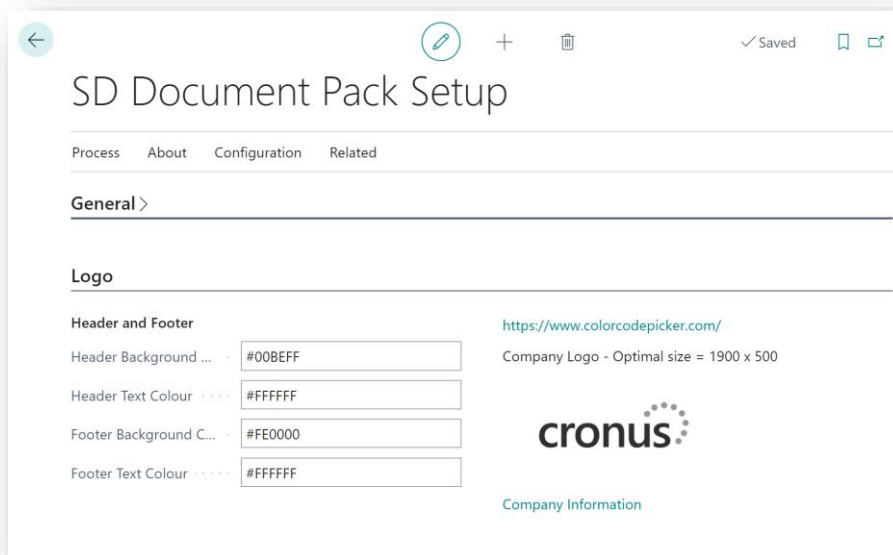 Saved
SD Document Pack Setup
Process About Configuration Related
General
Logo
Header and Footer
Header Background ... #00BEFF
Header Text Colour #FFFFFF
Footer Background C... #FE0000
Footer Text Colour #FFFFFF
https://www.colorcodepicker.com/
Company Logo - Optimal size = 1900 x 500
cronus
Company Information